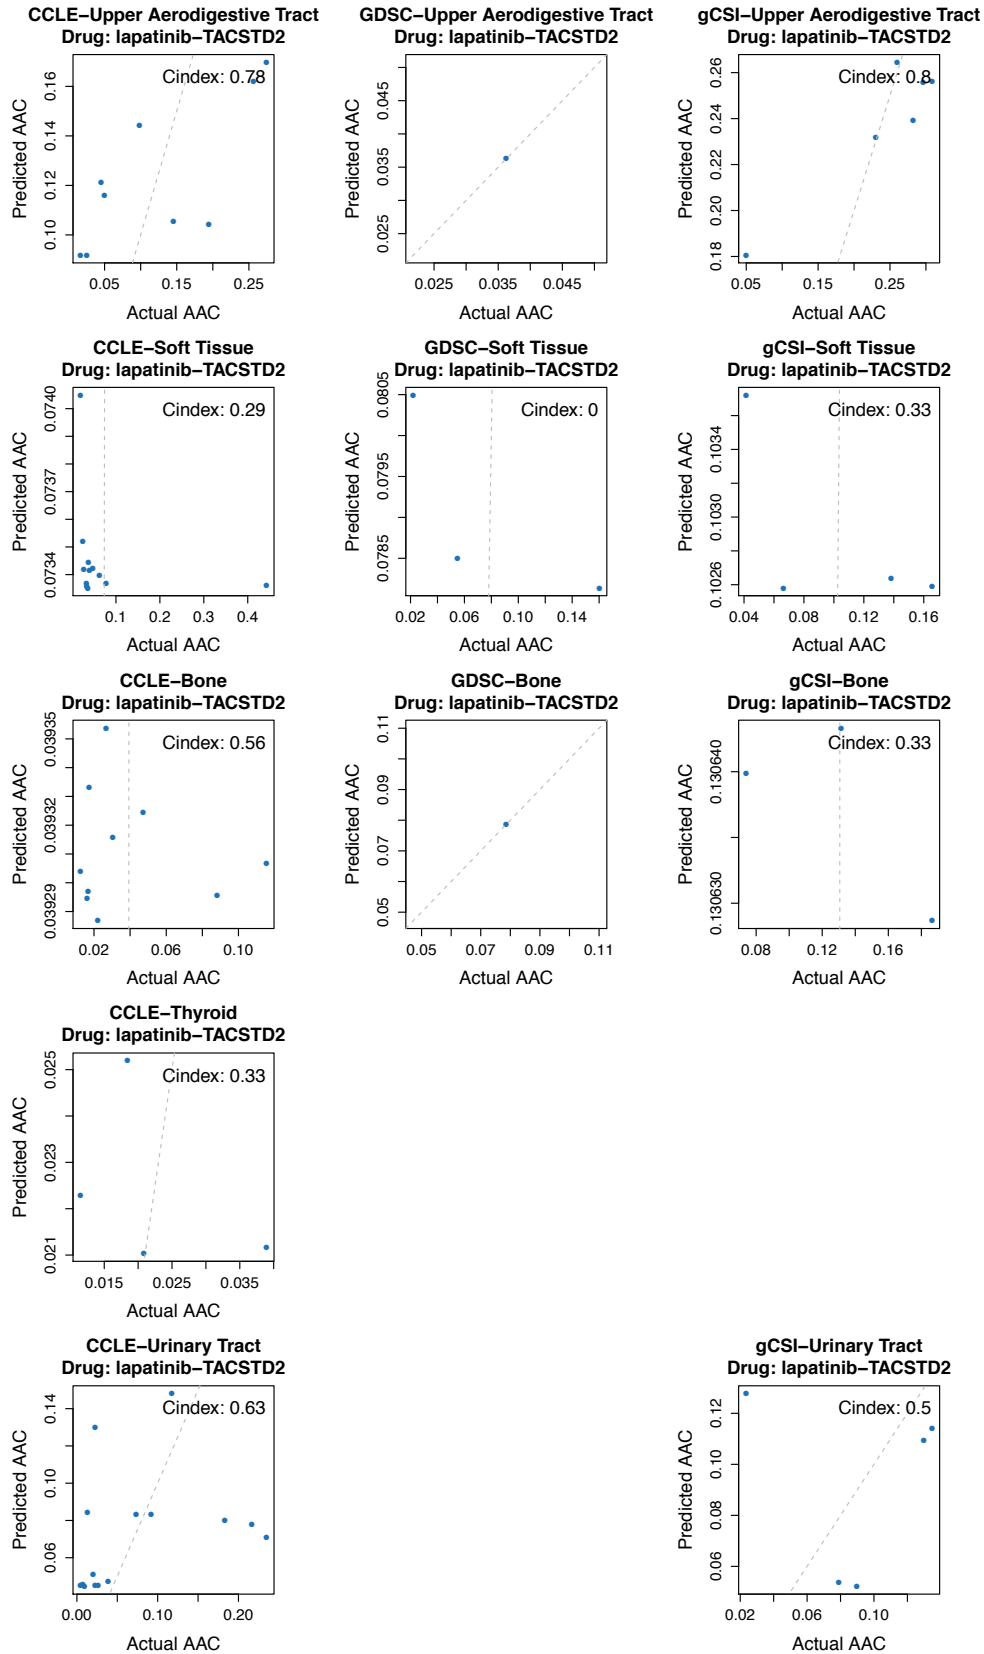 CCLE−Upper Aerodigestive Tract
Drug: lapatinib−TACSTD2
Cindex: 0.78
Predicted AAC
0.10 0.12 0.14 0.16
0.05 0.15 0.25
Actual AAC
GDSC−Upper Aerodigestive Tract
Drug: lapatinib−TACSTD2
Predicted AAC
0.025 0.035 0.045
0.025 0.035 0.045
Actual AAC
gCSI−Upper Aerodigestive Tract
Drug: lapatinib−TACSTD2
Cindex: 0.8
Predicted AAC
0.18 0.20 0.22 0.24 0.26
0.05 0.15 0.25
Actual AAC
CCLE−Soft Tissue
Drug: lapatinib−TACSTD2
Cindex: 0.29
Predicted AAC
0.0734 0.0737 0.0740
0.1 0.2 0.3 0.4
Actual AAC
GDSC−Soft Tissue
Drug: lapatinib−TACSTD2
Cindex: 0
Predicted AAC
0.0785 0.0795 0.0805
0.02 0.06 0.10 0.14
Actual AAC
gCSI−Soft Tissue
Drug: lapatinib−TACSTD2
Cindex: 0.33
Predicted AAC
0.1026 0.1030 0.1034
0.04 0.08 0.12 0.16
Actual AAC
CCLE−Bone
Drug: lapatinib−TACSTD2
Cindex: 0.56
Predicted AAC
0.03929 0.03932 0.03935
0.02 0.06 0.10
Actual AAC
GDSC−Bone
Drug: lapatinib−TACSTD2
Predicted AAC
0.05 0.07 0.09 0.11
0.05 0.07 0.09 0.11
Actual AAC
gCSI−Bone
Drug: lapatinib−TACSTD2
Cindex: 0.33
Predicted AAC
0.130630 0.130640
0.08 0.12 0.16
Actual AAC
CCLE−Thyroid
Drug: lapatinib−TACSTD2
Cindex: 0.33
Predicted AAC
0.021 0.023 0.025
0.015 0.025 0.035
Actual AAC
CCLE−Urinary Tract
Drug: lapatinib−TACSTD2
Cindex: 0.63
Predicted AAC
0.06 0.10 0.14
0.00 0.10 0.20
Actual AAC
gCSI−Urinary Tract
Drug: lapatinib−TACSTD2
Cindex: 0.5
Predicted AAC
0.06 0.08 0.10 0.12
0.02 0.06 0.10
Actual AAC